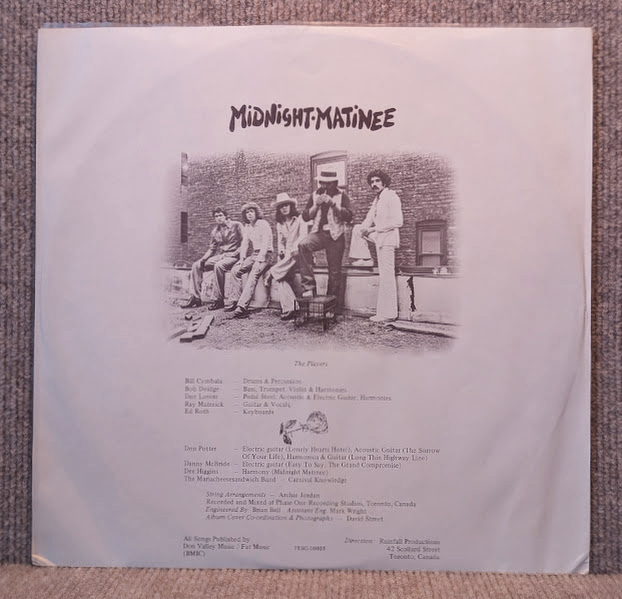 MIDNIGHT·MATINEE
The Players
Bill Cymbala — Drums & Percussion
Bob Doidge — Bass, Trumpet, Violin & Harmonies
Dan Lanois — Pedal Steel, Acoustic & Electric Guitar, Harmonies
Ray Materick — Guitar & Vocals
Ed Roth — Keyboards
Don Potter — Electric guitar (Lonely Hearts Hotel), Acoustic Guitar (The Sorrow
Of Your Life), Harmonica & Guitar (Long Thin Highway Line)
Danny McBride — Electric guitar (Easy To Say, The Grand Compromise)
Dee Higgins — Harmony (Midnight Matinee)
The Mariacheesesandwich Band — Carnival Knowledge
String Arrangements — Archie Jordan
Recorded and Mixed at Phase One Recording Studios, Toronto, Canada
Engineered By: Brian Bell Assistant Eng. Mark Wright
Album Cover Co-ordination & Photographs — David Street
All Songs Published by
Don Valley Music / Fat Music
(BMIC)
Direction: Rainfall Productions
42 Scollard Street
Toronto, Canada